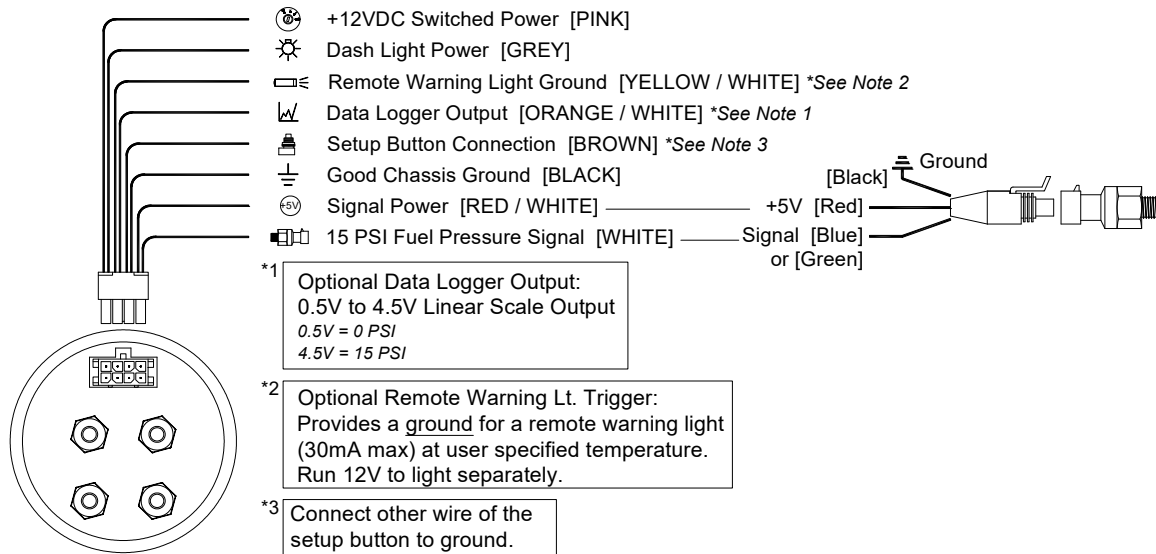 +12VDC Switched Power [PINK]
Dash Light Power [GREY]
Remote Warning Light Ground [YELLOW / WHITE] *See Note 2
Data Logger Output [ORANGE / WHITE] *See Note 1
Setup Button Connection [BROWN] *See Note 3
Good Chassis Ground [BLACK]
+5V Signal Power [RED / WHITE]
15 PSI Fuel Pressure Signal [WHITE]
Ground
[Black]
+5V [Red]
Signal [Blue]
or [Green]
*1
Optional Data Logger Output:
0.5V to 4.5V Linear Scale Output
0.5V = 0 PSI
4.5V = 15 PSI
*2
Optional Remote Warning Lt. Trigger:
Provides a ground for a remote warning light
(30mA max) at user specified temperature.
Run 12V to light separately.
*3
Connect other wire of the
setup button to ground.